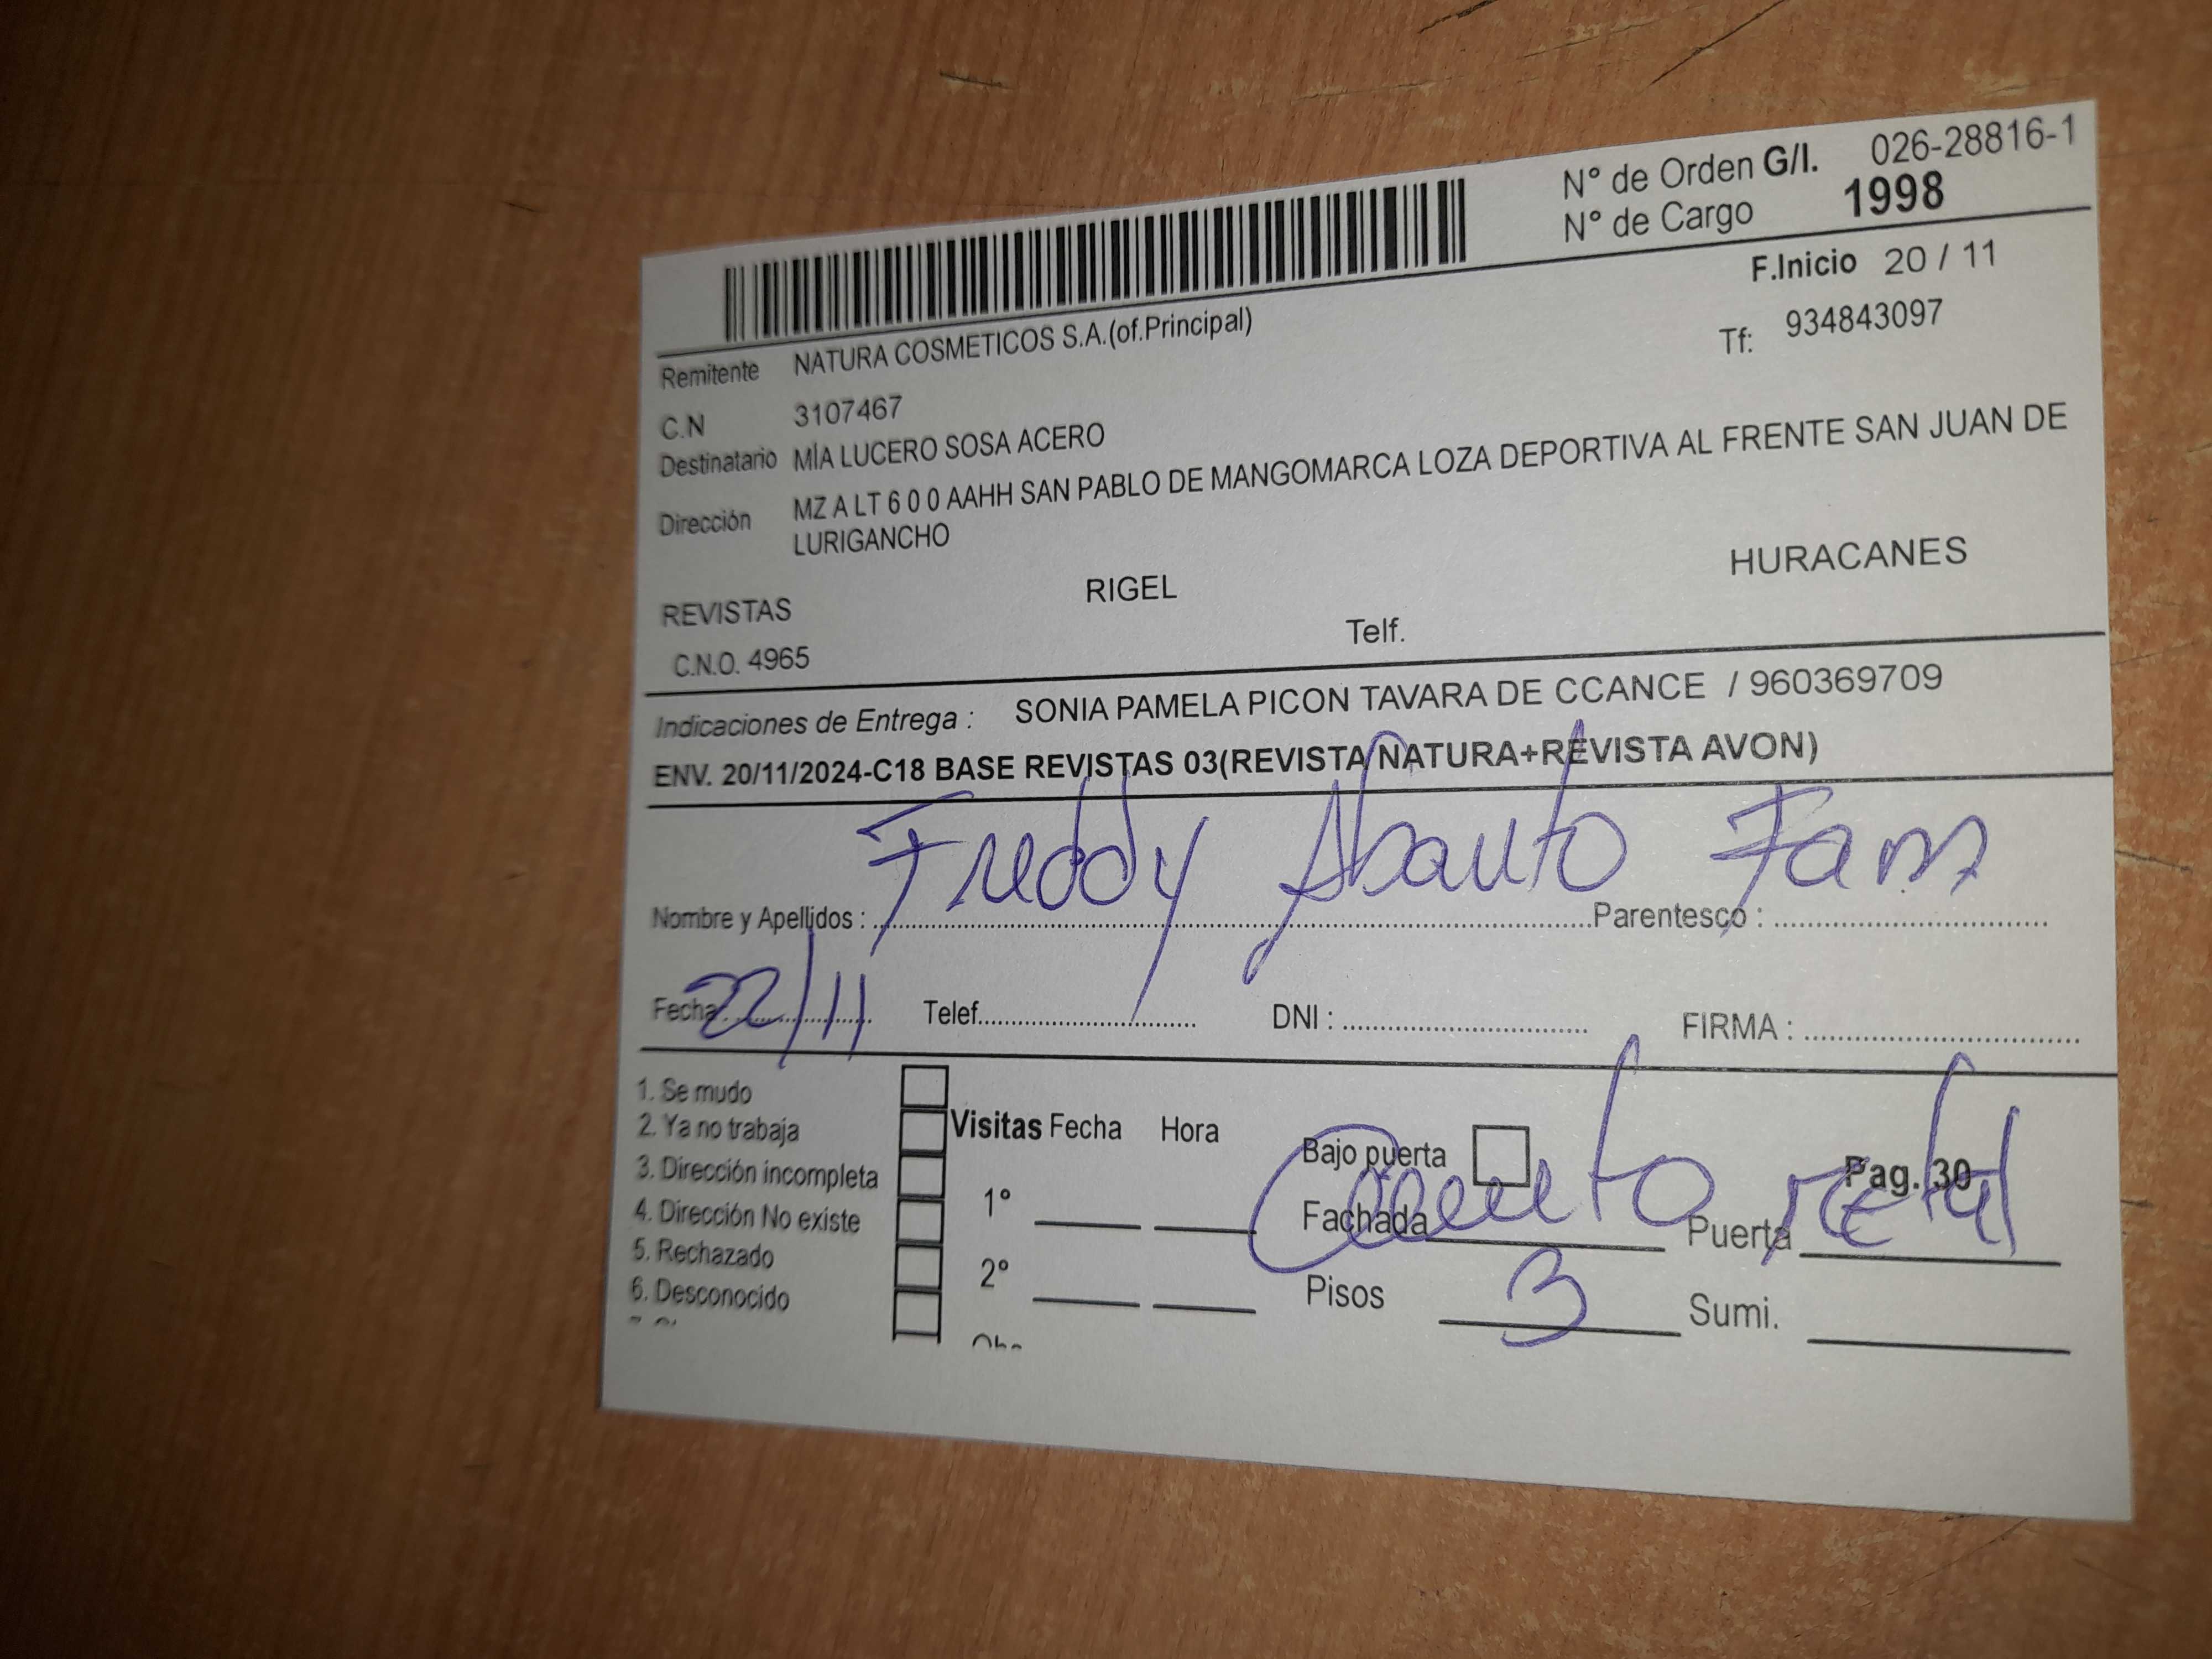 N° de Orden G/I. 026-28816-1
N° de Cargo 1998
F.Inicio 20 / 11
Remitente NATURA COSMETICOS S.A.(of.Principal)
Tf: 934843097
C.N 3107467
Destinatario MÍA LUCERO SOSA ACERO
Dirección MZ A LT 6 0 0 AAHH SAN PABLO DE MANGOMARCA LOZA DEPORTIVA AL FRENTE SAN JUAN DE
LURIGANCHO
REVISTAS RIGEL HURACANES
C.N.O. 4965 Telf.
Indicaciones de Entrega : SONIA PAMELA PICON TAVARA DE CCANCE / 960369709
ENV. 20/11/2024-C18 BASE REVISTAS 03(REVISTA NATURA+REVISTA AVON)
Nombre y Apellidos : Freddy Abanto Parentesco : Fam
Fecha: 22/11 Telef. DNI : FIRMA :
1. Se mudo
2. Ya no trabaja
3. Dirección incompleta
4. Dirección No existe
5. Rechazado
6. Desconocido
Visitas Fecha Hora
1°
2°
Bajo puerta Pag. 30
Fachada Puerta
Pisos 3 Sumi.